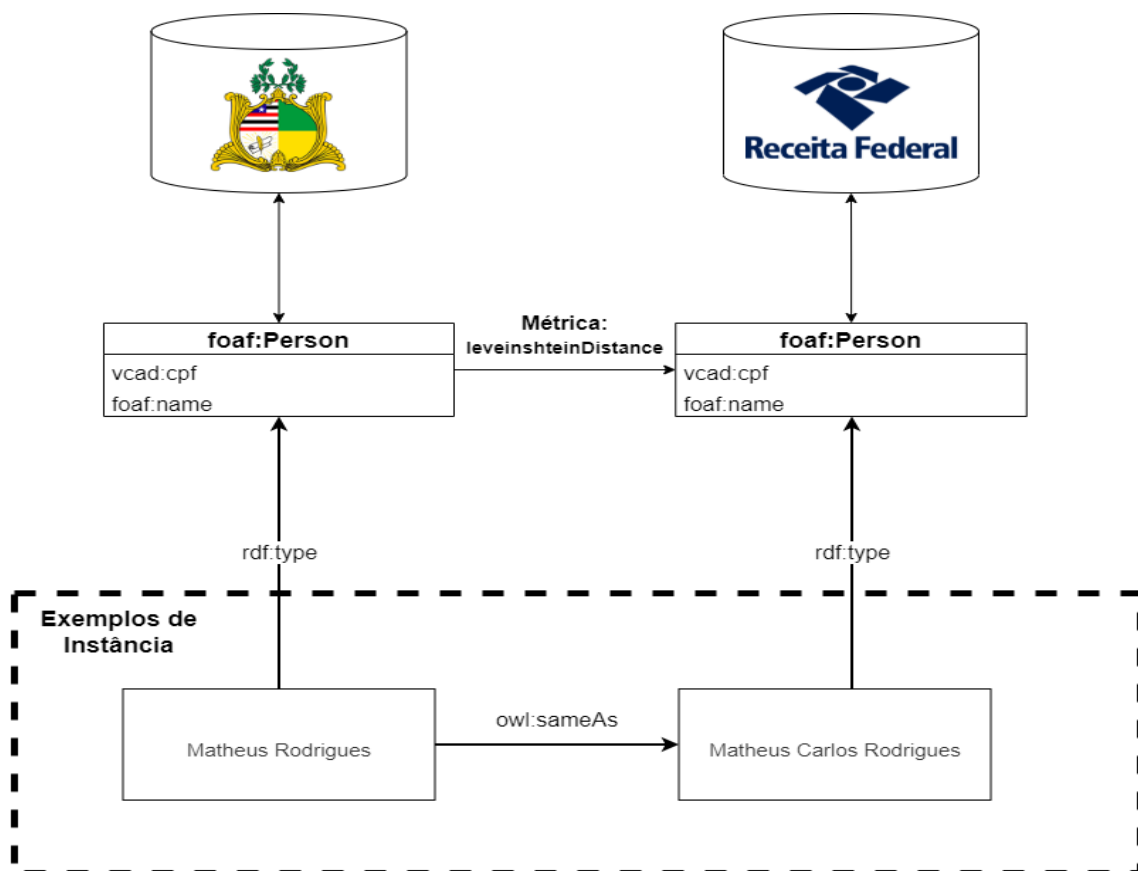 Receita Federal
foaf:Person
vcad:cpf
foaf:name
Métrica:
leveinshteinDistance
foaf:Person
vcad:cpf
foaf:name
rdf:type
rdf:type
Exemplos de
Instância
Matheus Rodrigues
owl:sameAs
Matheus Carlos Rodrigues